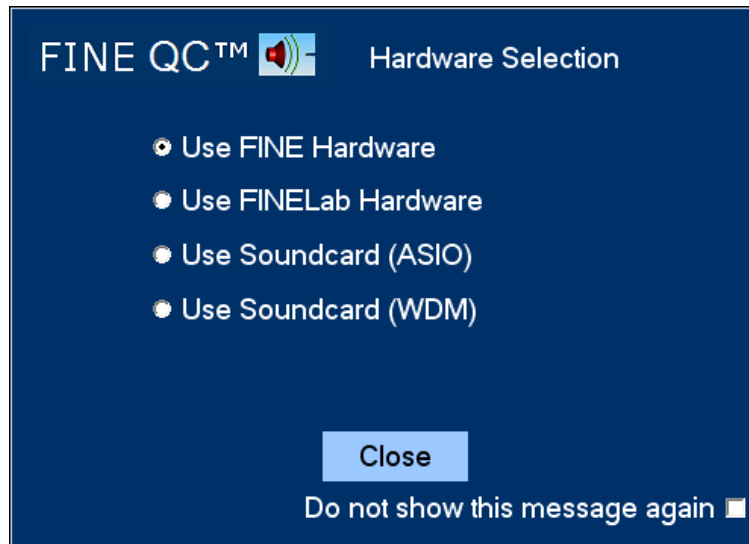 FINE QC™ Hardware Selection
Use FINE Hardware
Use FINELab Hardware
Use Soundcard (ASIO)
Use Soundcard (WDM)
Close
Do not show this message again